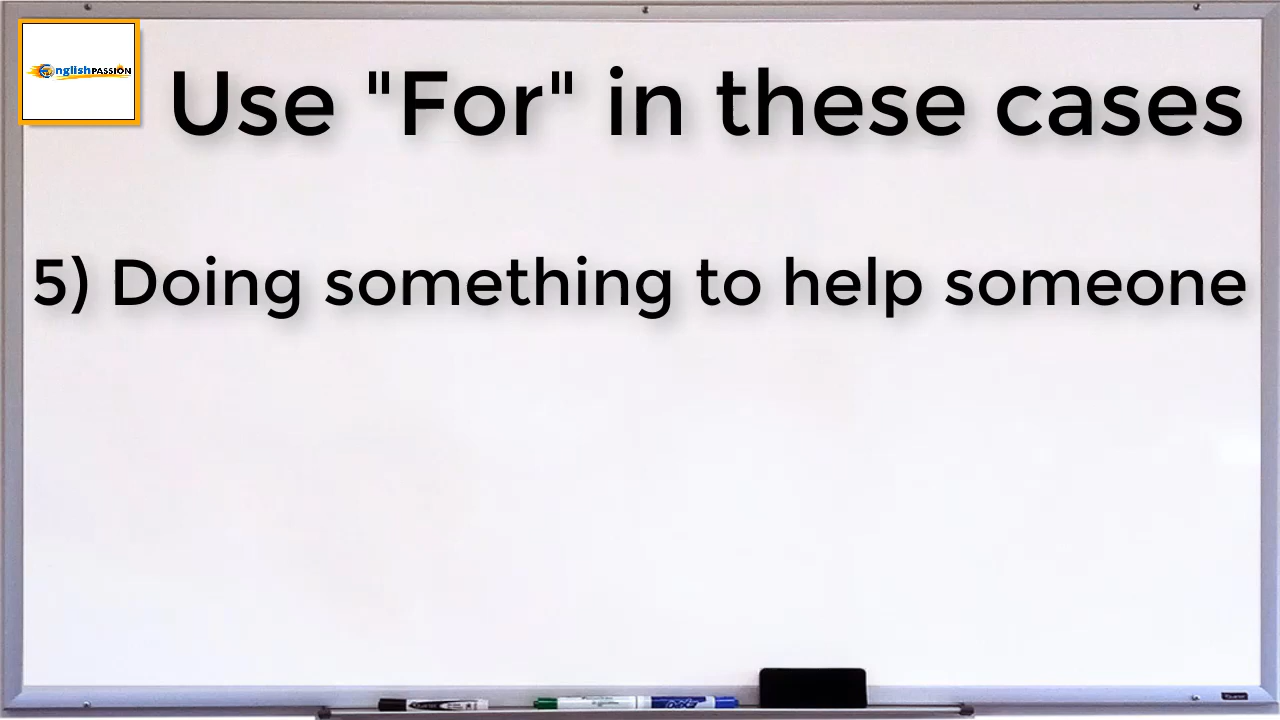 EnglishPASSION
Use "For" in these cases
5) Doing something to help someone